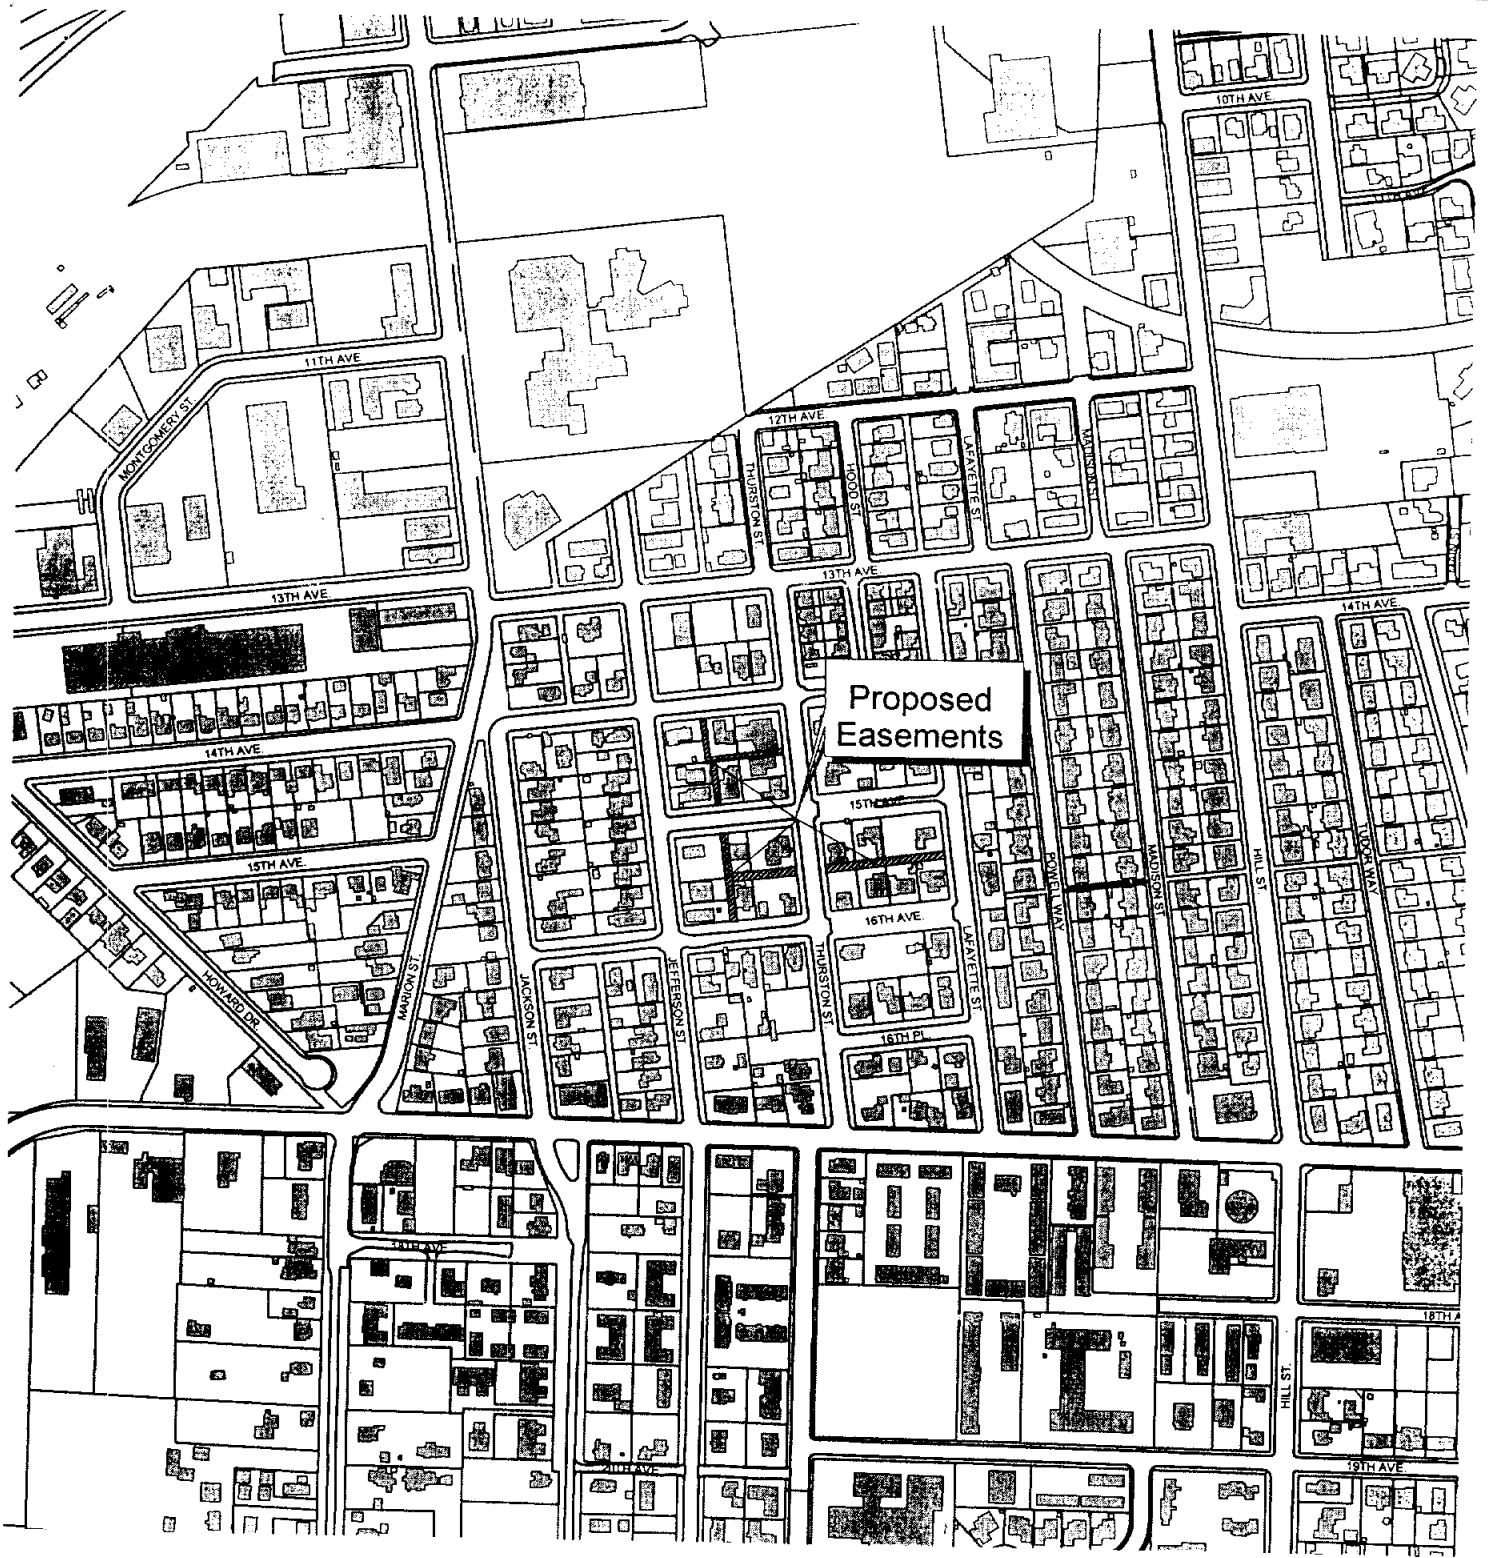 10TH AVE.
11TH AVE
MONTGOMERY ST.
12TH AVE.
THURSTON ST
HOOD ST
LAFAYETTE ST
MADISON ST
13TH AVE.
13TH AVE.
14TH AVE.
Proposed
Easements
14TH AVE.
15TH AVE.
15TH AVE.
16TH AVE.
POWELL WAY
MADISON ST
HILL ST
TUDOR WAY
HOWARD DR.
MARION ST.
JACKSON ST
JEFFERSON ST
THURSTON ST.
LAFAYETTE ST
16TH PL.
18TH A
HILL ST.
19TH AVE.